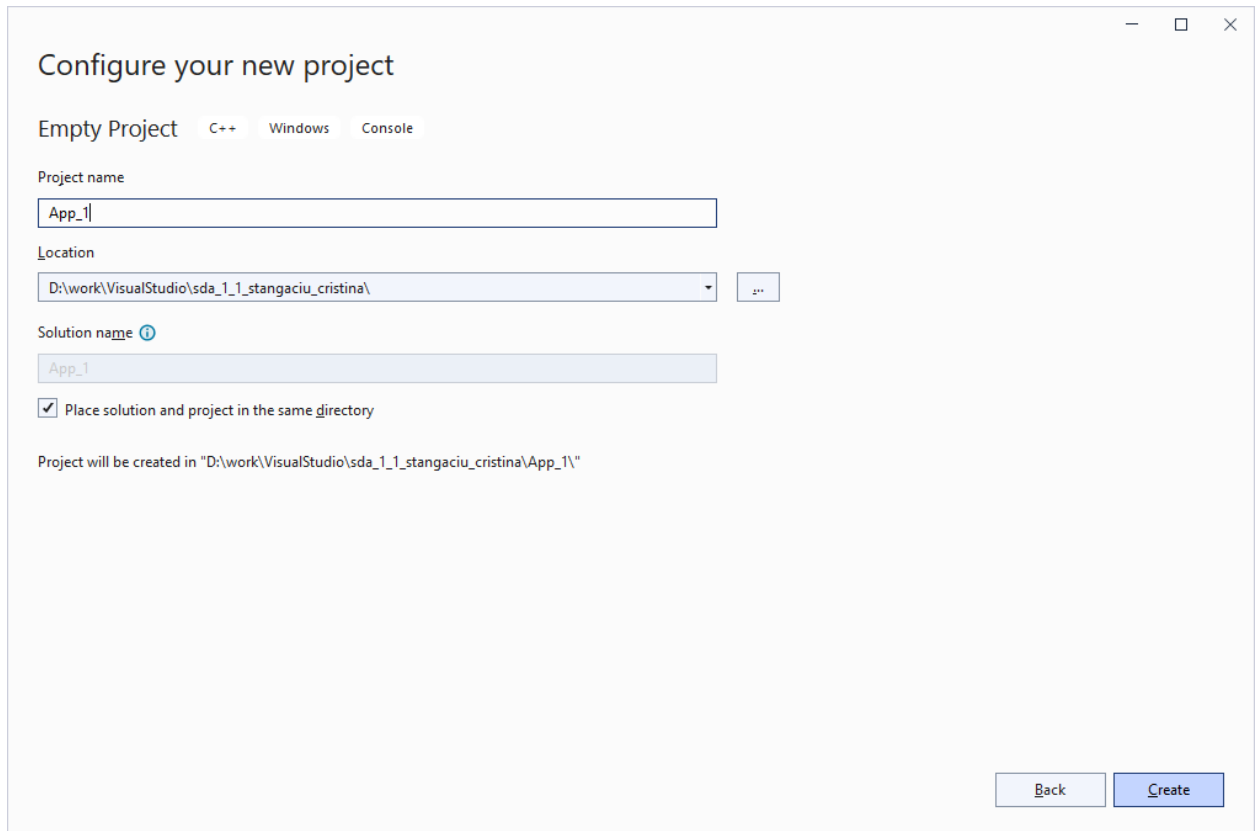 Configure your new project
Empty Project C++ Windows Console
Project name
App_1
Location
D:\work\VisualStudio\sda_1_1_stangaciu_cristina\
...
Solution name
App_1
Place solution and project in the same directory
Project will be created in "D:\work\VisualStudio\sda_1_1_stangaciu_cristina\App_1\"
Back Create